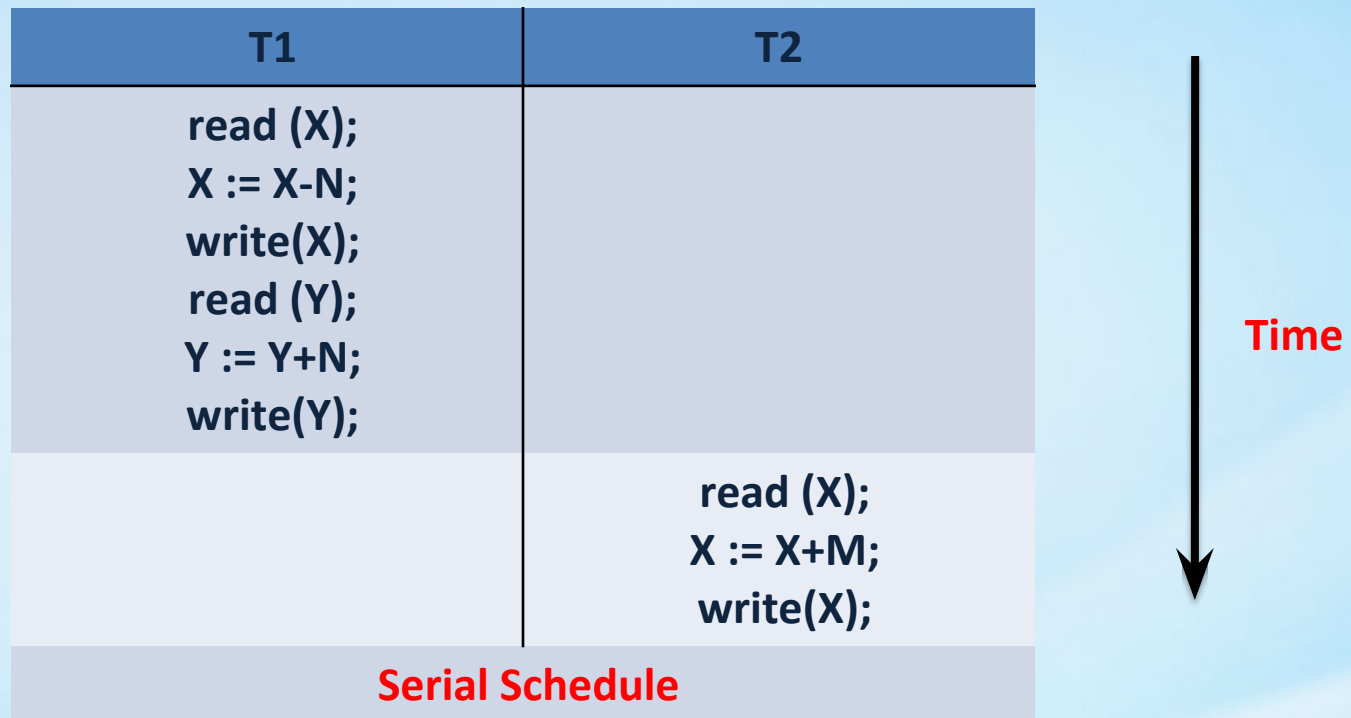 T1 T2
read (X);
X := X-N;
write(X);
read (Y);
Y := Y+N;
write(Y);
read (X);
X := X+M;
write(X);
Serial Schedule
Time